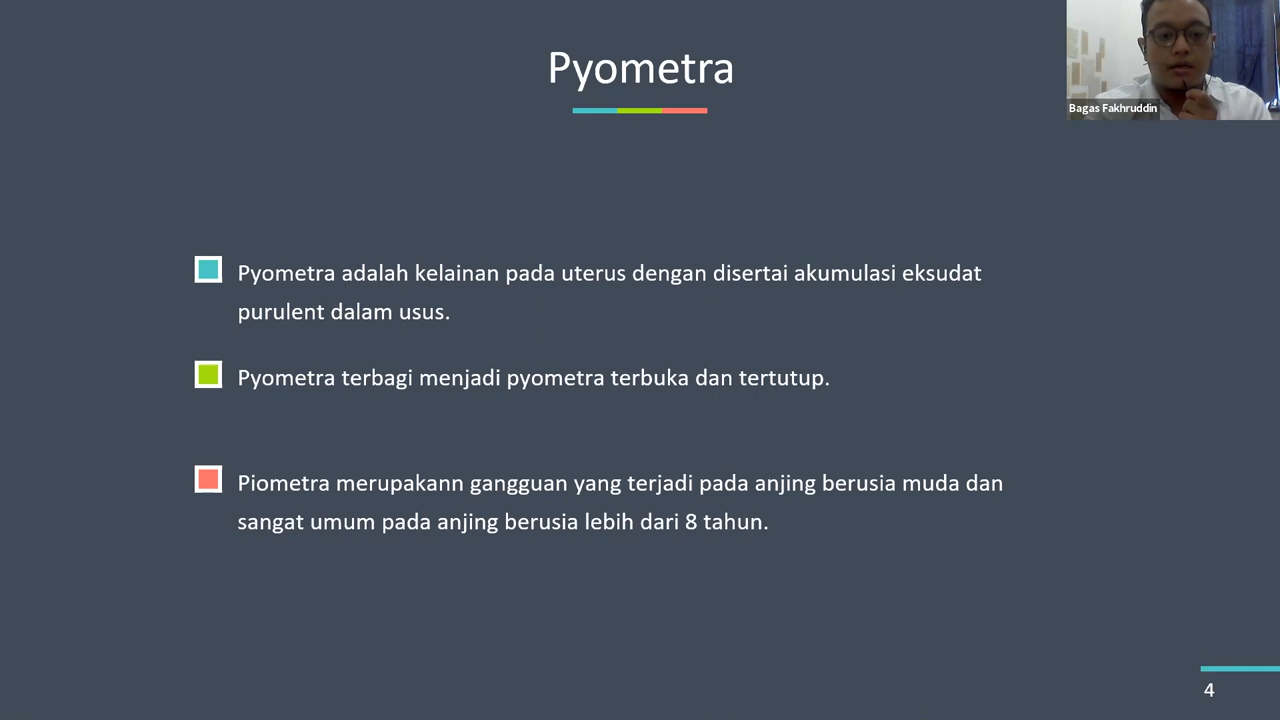 Pyometra
Bagas Fakhruddin
Pyometra adalah kelainan pada uterus dengan disertai akumulasi eksudat
purulent dalam usus.
Pyometra terbagi menjadi pyometra terbuka dan tertutup.
Piometra merupakann gangguan yang terjadi pada anjing berusia muda dan
sangat umum pada anjing berusia lebih dari 8 tahun.
4